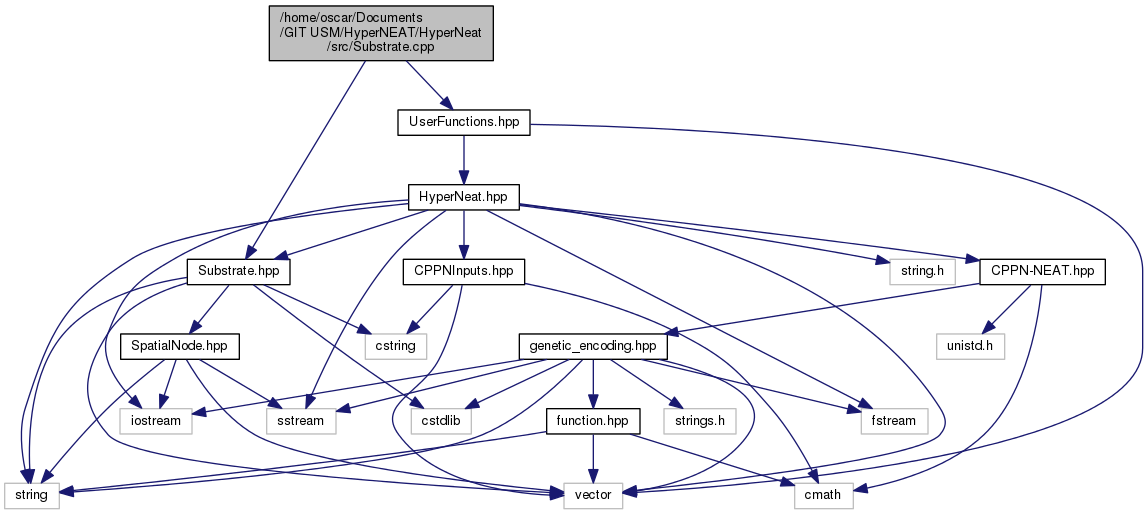 /home/oscar/Documents
/GIT USM/HyperNEAT/HyperNeat
/src/Substrate.cpp
UserFunctions.hpp
HyperNeat.hpp
Substrate.hpp
CPPNInputs.hpp
string.h
CPPN-NEAT.hpp
SpatialNode.hpp
cstring
genetic_encoding.hpp
unistd.h
iostream
sstream
cstdlib
function.hpp
strings.h
fstream
string
vector
cmath